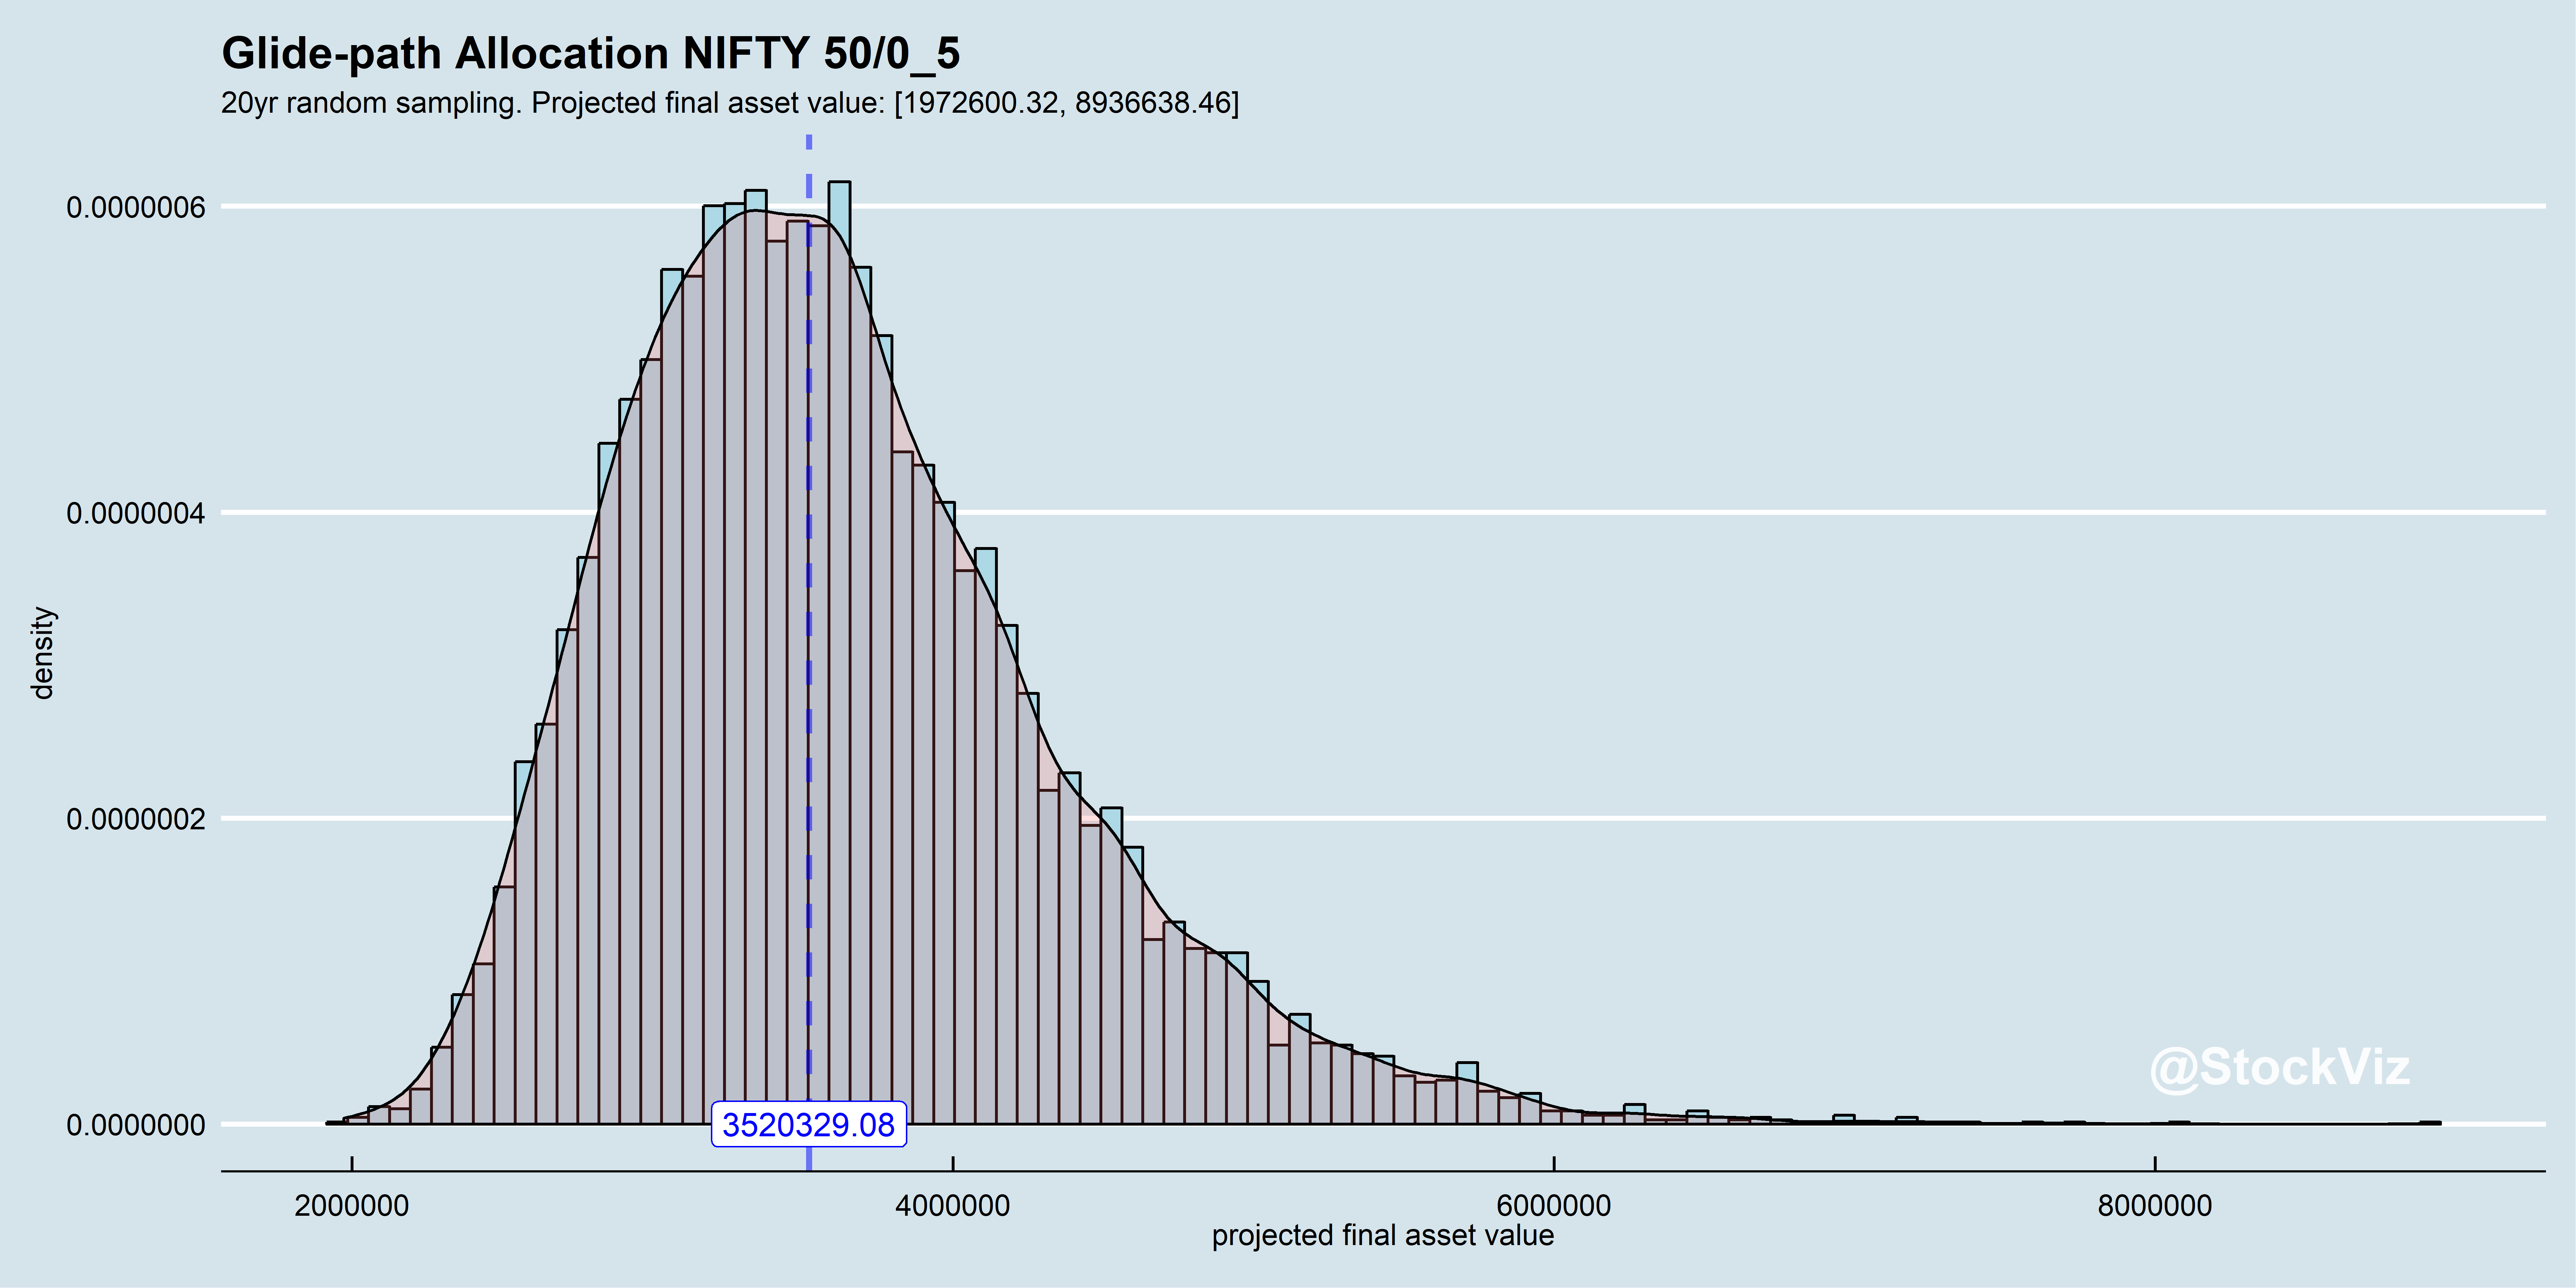 Glide-path Allocation NIFTY 50/0_5
20yr random sampling. Projected final asset value: [1972600.32, 8936638.46]
0.0000006
0.0000004
0.0000002
0.0000000
density
3520329.08
@StockViz
2000000
4000000
6000000
8000000
projected final asset value